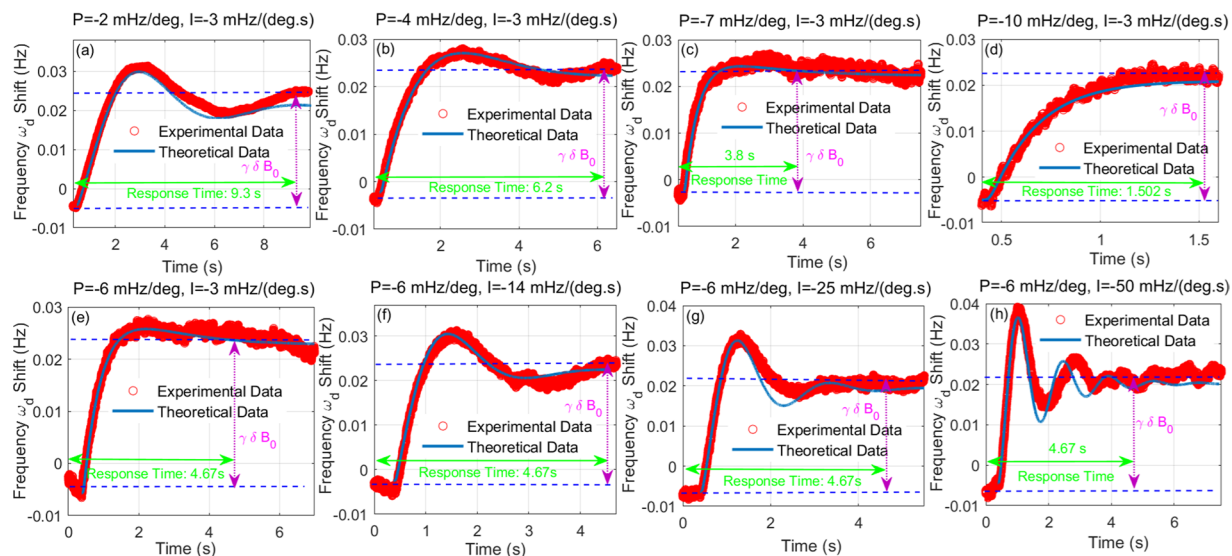 P=-2 mHz/deg, I=-3 mHz/(deg.s)
(a)
Frequency ω_d Shift (Hz)
0.03
0.02
0.01
0
-0.01
Experimental Data
Theoretical Data
γ δ B_0
Response Time: 9.3 s
2 4 6 8
Time (s)
P=-4 mHz/deg, I=-3 mHz/(deg.s)
(b)
Frequency ω_d Shift (Hz)
0.03
0.02
0.01
0
-0.01
Experimental Data
Theoretical Data
γ δ B_0
Response Time: 6.2 s
2 4 6
Time (s)
P=-7 mHz/deg, I=-3 mHz/(deg.s)
(c)
Frequency ω_d Shift (Hz)
0.03
0.02
0.01
0
-0.01
Experimental Data
Theoretical Data
3.8 s
γ δ B_0
Response Time
2 4 6
Time (s)
P=-10 mHz/deg, I=-3 mHz/(deg.s)
(d)
Frequency ω_d Shift (Hz)
0.03
0.02
0.01
0
-0.01
Experimental Data
Theoretical Data
γ δ B_0
Response Time: 1.502 s
0.5 1 1.5
Time (s)
P=-6 mHz/deg, I=-3 mHz/(deg.s)
(e)
Frequency ω_d Shift (Hz)
0.03
0.02
0.01
0
-0.01
Experimental Data
Theoretical Data
γ δ B_0
Response Time: 4.67s
0 2 4 6
Time (s)
P=-6 mHz/deg, I=-14 mHz/(deg.s)
(f)
Frequency ω_d Shift (Hz)
0.04
0.03
0.02
0.01
0
-0.01
Experimental Data
γ δ B_0
Theoretical Data
Response Time: 4.67s
0 1 2 3 4
Time (s)
P=-6 mHz/deg, I=-25 mHz/(deg.s)
(g)
Frequency ω_d Shift (Hz)
0.04
0.03
0.02
0.01
0
-0.01
γ δ B_0
Experimental Data
Theoretical Data
Response Time: 4.67s
0 2 4 6
Time (s)
P=-6 mHz/deg, I=-50 mHz/(deg.s)
(h)
Frequency ω_d Shift (Hz)
0.04
0.03
0.02
0.01
0
-0.01
Experimental Data
Theoretical Data
γ δ B_0
4.67 s
Response Time
0 2 4 6
Time (s)